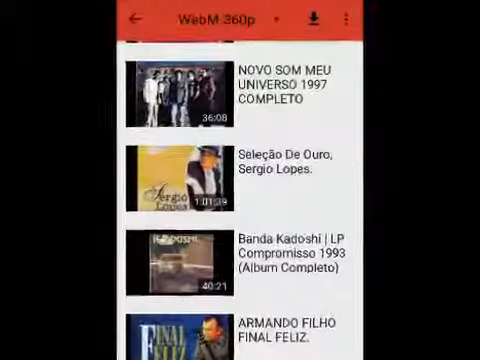 WebM 360p
NOVO SOM MEU
UNIVERSO 1997
COMPLETO
36:08
Seleção De Ouro,
Sergio Lopes.
Sergio
Lopes
1:01:39
Banda Kadoshi | LP
Compromisso 1993
(Album Completo)
KADOSHI
40:21
ARMANDO FILHO
FINAL FELIZ.
FINAL
FELIZ